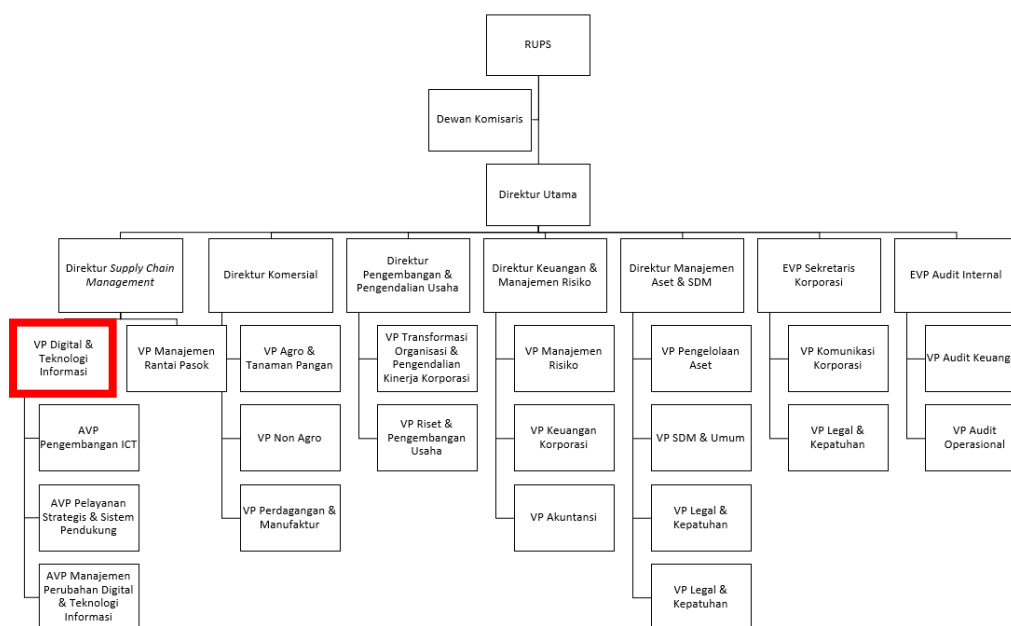 RUPS
Dewan Komisaris
Direktur Utama
Direktur Supply Chain
Management
Direktur Komersial
Direktur
Pengembangan &
Pengendalian Usaha
Direktur Keuangan &
Manajemen Risiko
Direktur Manajemen
Aset & SDM
EVP Sekretaris
Korporasi
EVP Audit Internal
VP Digital &
Teknologi
Informasi
VP Manajemen
Rantai Pasok
VP Agro &
Tanaman Pangan
VP Transformasi
Organisasi &
Pengendalian
Kinerja Korporasi
VP Manajemen
Risiko
VP Pengelolaan
Aset
VP Komunikasi
Korporasi
VP Audit Keuang
AVP
Pengembangan ICT
VP Non Agro
VP Riset &
Pengembangan
Usaha
VP Keuangan
Korporasi
VP SDM & Umum
VP Legal &
Kepatuhan
VP Audit
Operasional
AVP Pelayanan
Strategis & Sistem
Pendukung
VP Perdagangan &
Manufaktur
VP Akuntansi
VP Legal &
Kepatuhan
AVP Manajemen
Perubahan Digital
& Teknologi
Informasi
VP Legal &
Kepatuhan